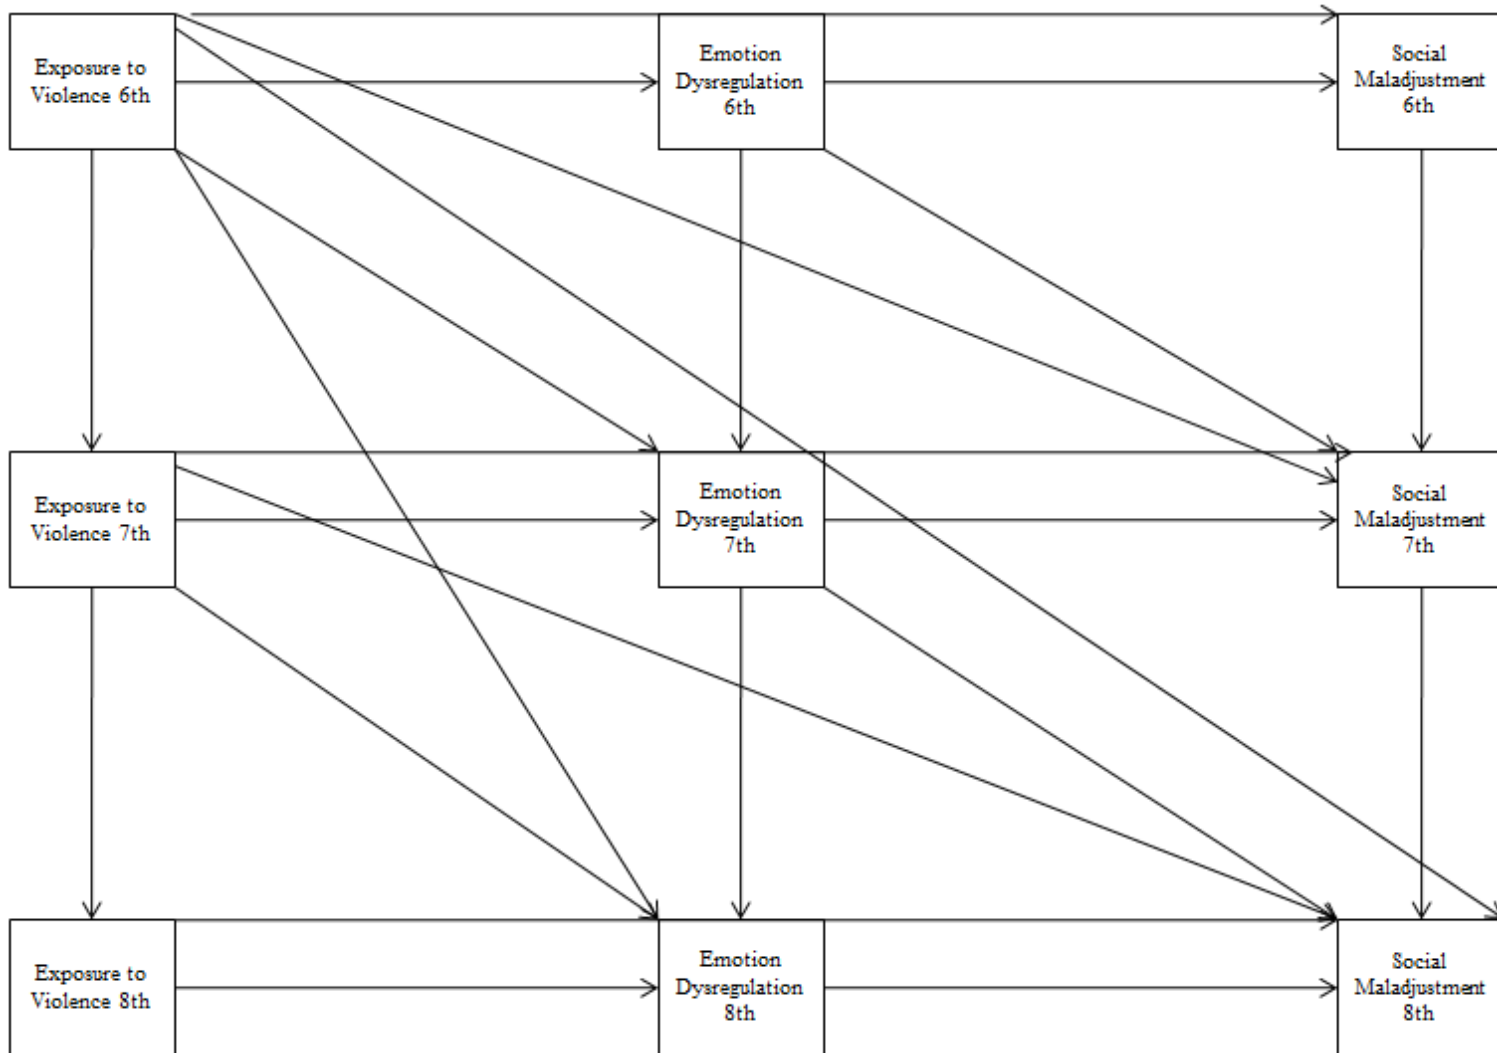 Exposure to
Violence 6th
Emotion
Dysregulation
6th
Social
Maladjustment
6th
Exposure to
Violence 7th
Emotion
Dysregulation
7th
Social
Maladjustment
7th
Exposure to
Violence 8th
Emotion
Dysregulation
8th
Social
Maladjustment
8th